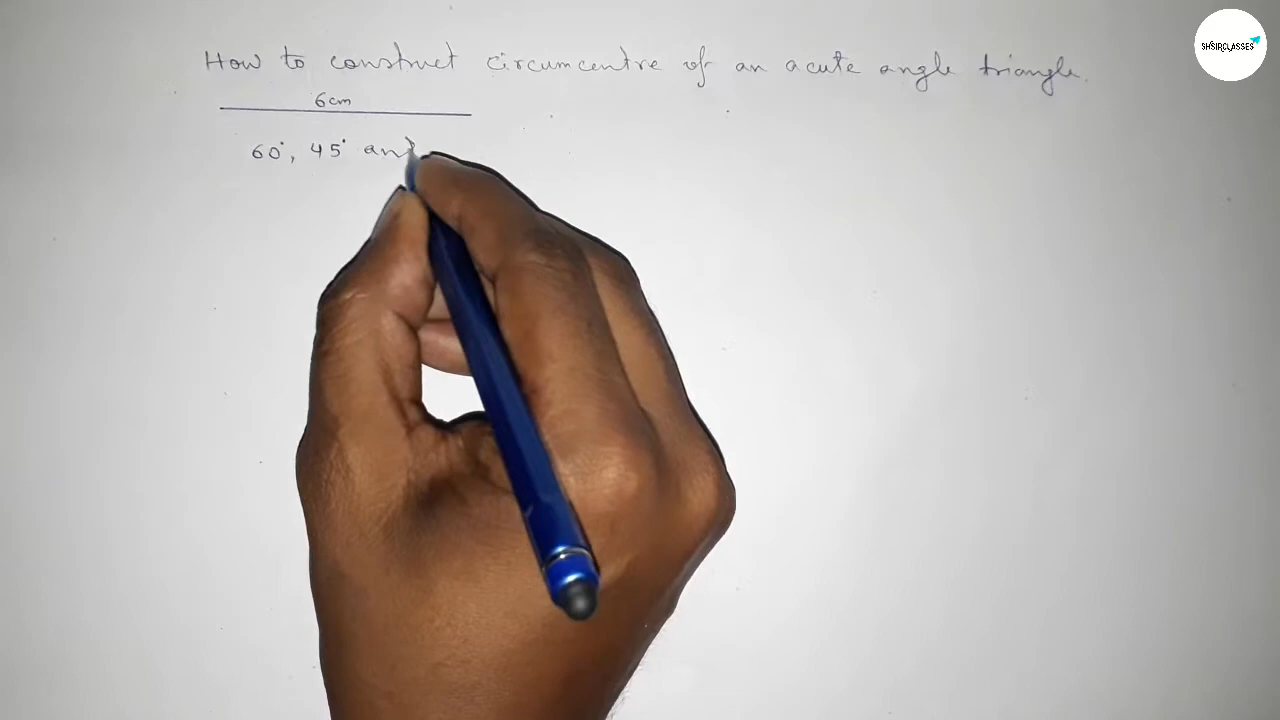 SHSIRCLASSES
How to construct circumcentre of an acute angle triangle.
6cm
60°, 45° and